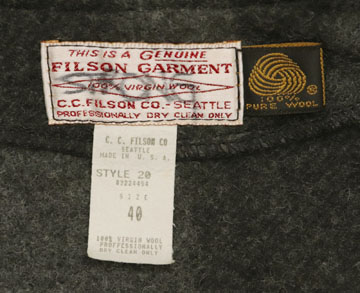 THIS IS A GENUINE
FILSON GARMENT
100% VIRGIN WOOL
C.C. FILSON CO. - SEATTLE
PROFESSIONALLY DRY CLEAN ONLY
100%
PURE WOOL
®
C. C. FILSON CO
SEATTLE
MADE IN U.S.A.
STYLE 20
SIZE
40
100% VIRGIN WOOL
PROFESSIONALLY
DRY CLEAN ONLY